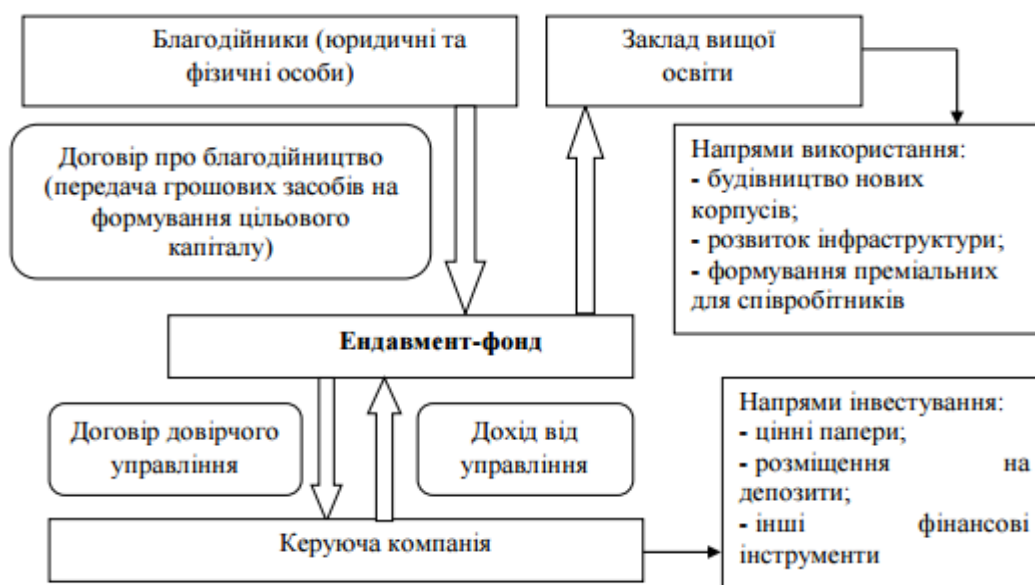 Благодійники (юридичні та
фізичні особи)
Заклад вищої
освіти
Договір про благодійництво
(передача грошових засобів на
формування цільового
капіталу)
Напрями використання:
- будівництво нових
корпусів;
- розвиток інфраструктури;
- формування преміальних
для співробітників
Ендавмент-фонд
Договір довірчого
управління
Дохід від
управління
Напрями інвестування:
- цінні папери;
- розміщення на
депозити;
- інші фінансові
інструменти
Керуюча компанія